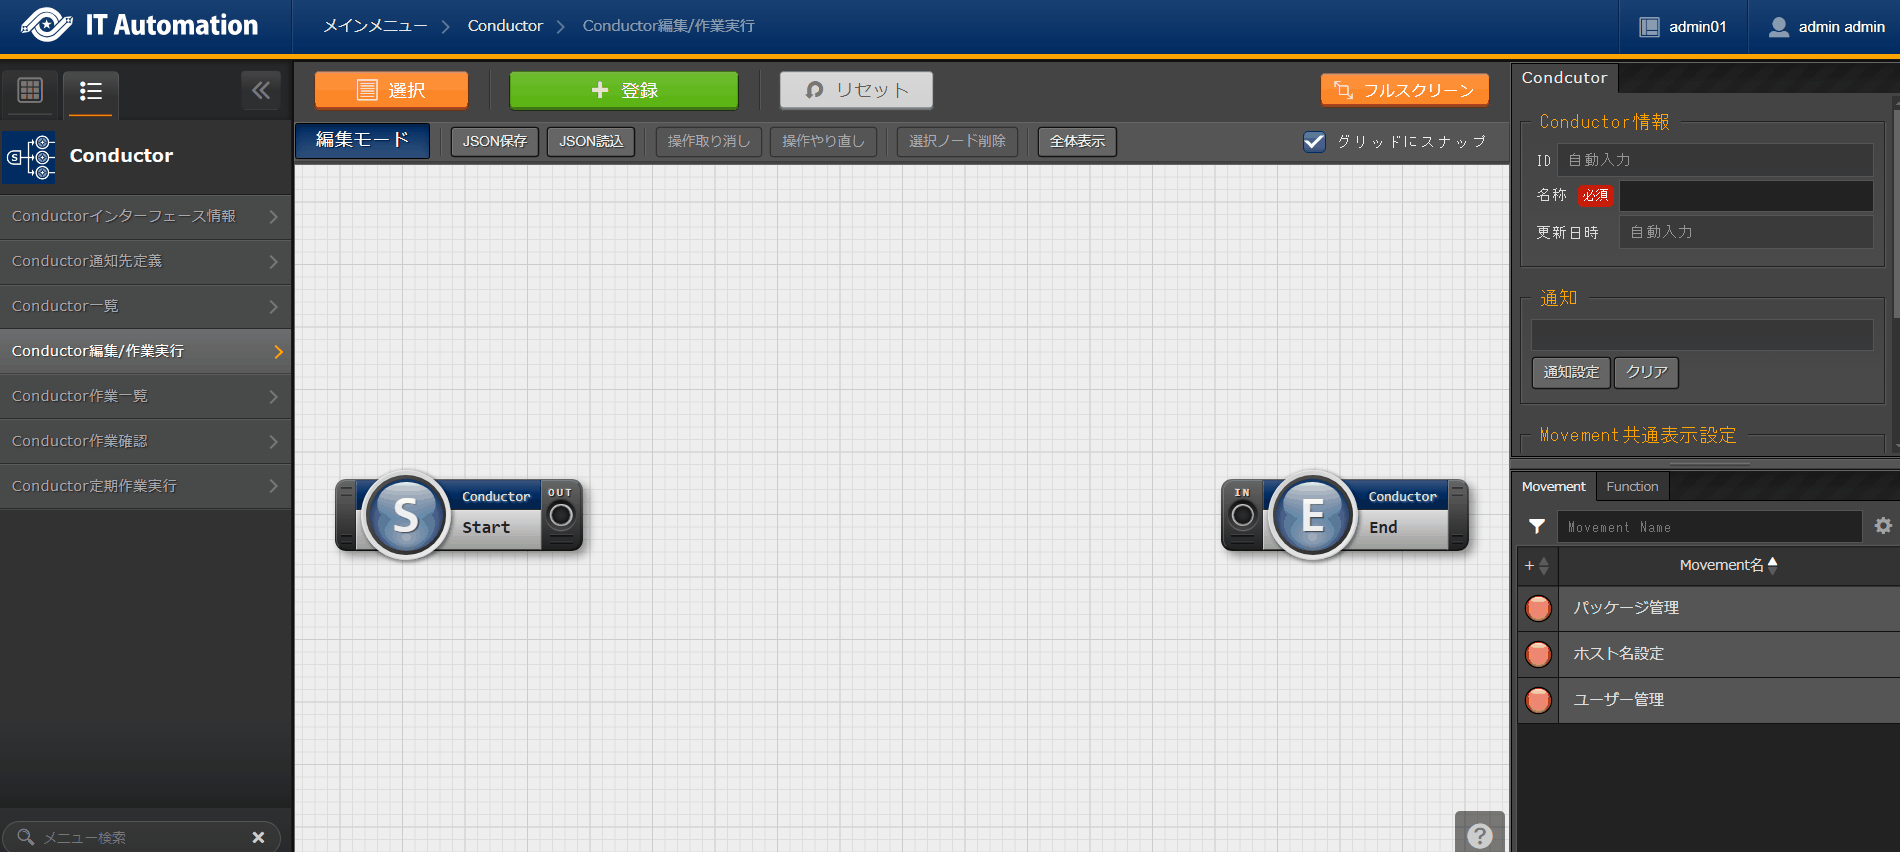 IT Automation
メインメニュー
Conductor
Conductor編集/作業実行
admin01
admin admin
Conductor
Conductorインターフェース情報
Conductor通知先定義
Conductor一覧
Conductor編集/作業実行
Conductor作業一覧
Conductor作業確認
Conductor定期作業実行
メニュー検索
選択
登録
リセット
フルスクリーン
編集モード
JSON保存
JSON読込
操作取り消し
操作やり直し
選択ノード削除
全体表示
グリッドにスナップ
S
Conductor
Start
OUT
IN
E
Conductor
End
?
Condcutor
Conductor情報
ID 自動入力
名称 必須
更新日時 自動入力
通知
通知設定 クリア
Movement共通表示設定
Movement Function
Movement Name
+ Movement名
パッケージ管理
ホスト名設定
ユーザー管理